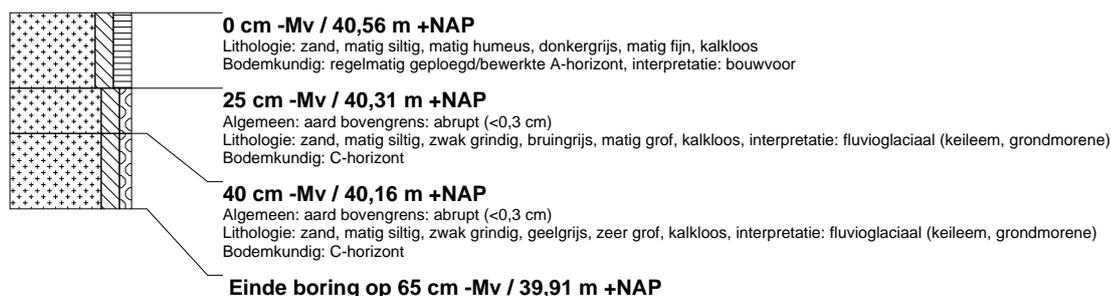 0 cm -Mv / 40,56 m +NAP
Lithologie: zand, matig siltig, matig humeus, donkergrijs, matig fijn, kalkloos
Bodemkundig: regelmatig geploegd/bewerkte A-horizont, interpretatie: bouwvoor
25 cm -Mv / 40,31 m +NAP
Algemeen: aard bovengrens: abrupt (<0,3 cm)
Lithologie: zand, matig siltig, zwak grindig, bruingrijs, matig grof, kalkloos, interpretatie: fluvioglaciaal (keileem, grondmorene)
Bodemkundig: C-horizont
40 cm -Mv / 40,16 m +NAP
Algemeen: aard bovengrens: abrupt (<0,3 cm)
Lithologie: zand, matig siltig, zwak grindig, geelgrijs, zeer grof, kalkloos, interpretatie: fluvioglaciaal (keileem, grondmorene)
Bodemkundig: C-horizont
Einde boring op 65 cm -Mv / 39,91 m +NAP